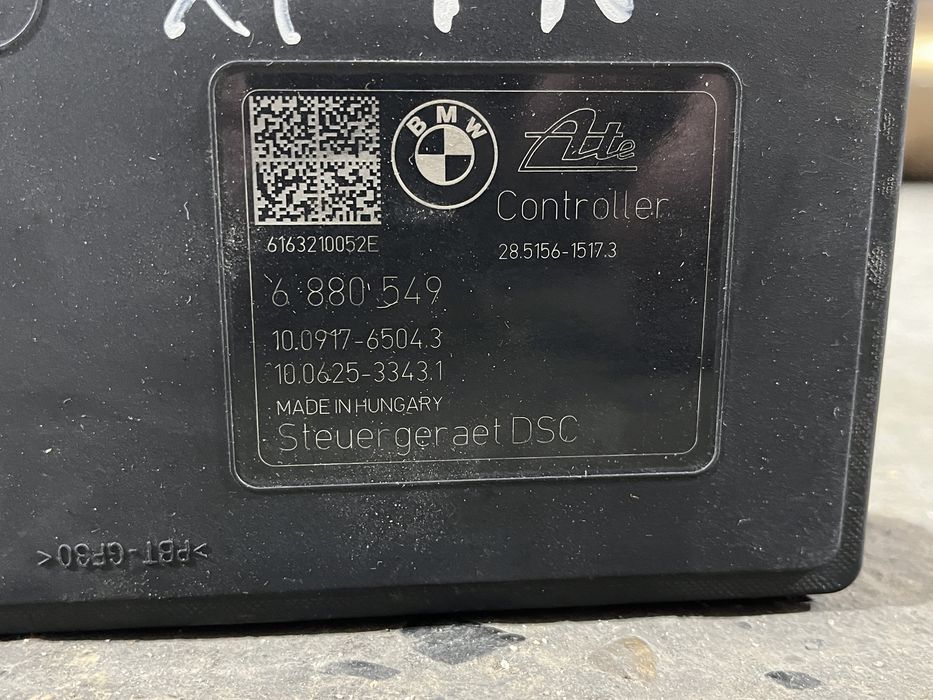 BMW
Ate
Controller
6163210052E
28.5156-1517.3
6 880 549
10.0917-6504.3
10.0625-3343.1
MADE IN HUNGARY
Steuergeraet DSC
>PBT-GF30<